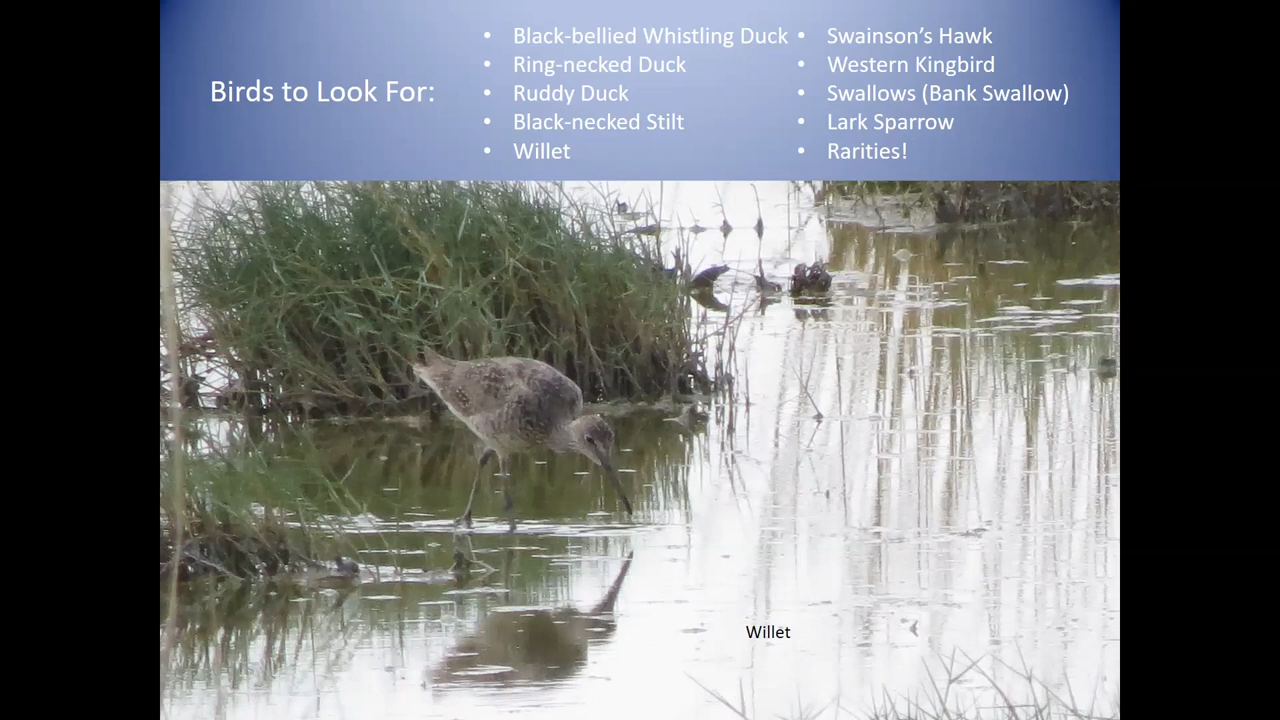 Birds to Look For:
• Black-bellied Whistling Duck
• Ring-necked Duck
• Ruddy Duck
• Black-necked Stilt
• Willet
• Swainson’s Hawk
• Western Kingbird
• Swallows (Bank Swallow)
• Lark Sparrow
• Rarities!
Willet